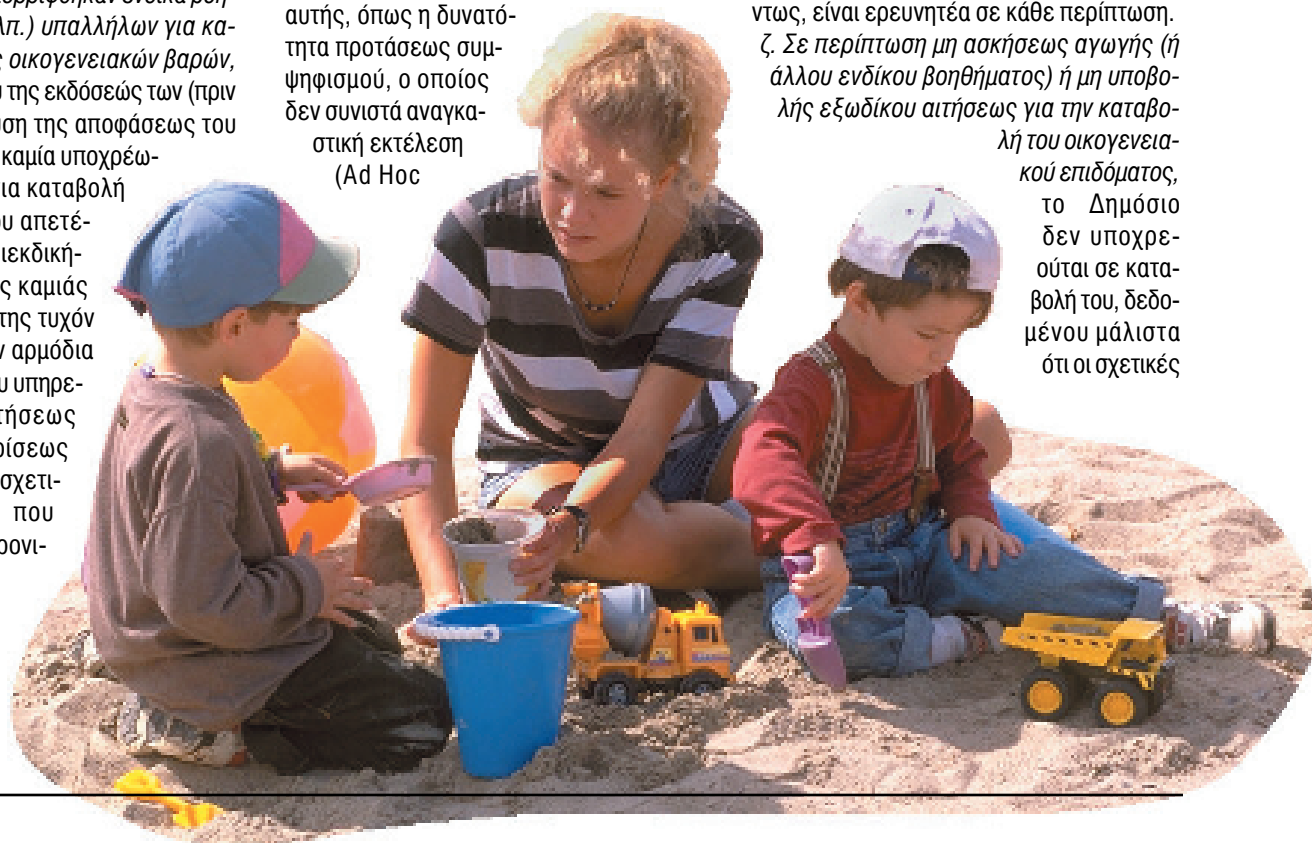 λπ.) υπαλλήλων για κα-
ς οικογενειακών βαρών,
υ της εκδόσεώς των (πριν
υση της αποφάσεως του
καμία υποχρέω-
ια καταβολή
ου απετέ-
ιεκδική-
ς καμιάς
της τυχόν
ν αρμόδια
υ υπηρε-
τήσεως
ρίσεως
σχετι-
που
ρονι-
αυτής, όπως η δυνατό-
τητα προτάσεως συμ-
ψηφισμού, ο οποίος
δεν συνιστά αναγκα-
στική εκτέλεση
(Ad Hoc
ντως, είναι ερευνητέα σε κάθε περίπτωση.
ζ. Σε περίπτωση μη ασκήσεως αγωγής (ή
άλλου ενδίκου βοηθήματος) ή μη υποβο-
λής εξωδίκου αιτήσεως για την καταβο-
λή του οικογενεια-
κού επιδόματος,
το Δημόσιο
δεν υποχρε-
ούται σε κατα-
βολή του, δεδο-
μένου μάλιστα
ότι οι σχετικές